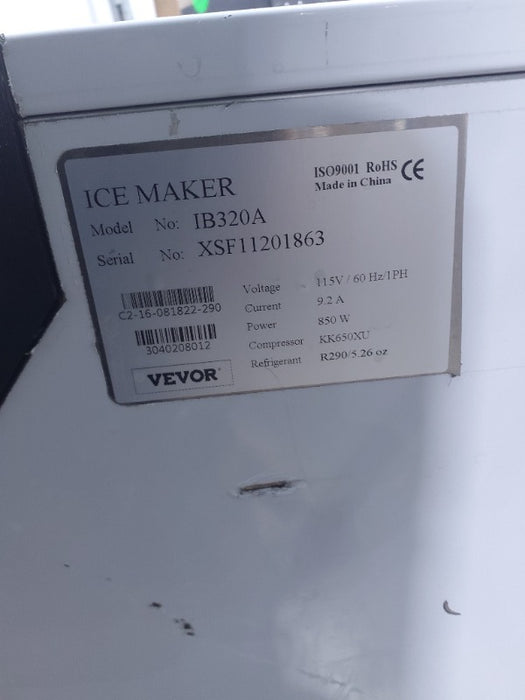 ICE MAKER
ISO9001 RoHS CE
Made in China
Model No: IB320A
Serial No: XSF11201863
C2-16-081822-290
3040208012
VEVOR®
Voltage 115V / 60 Hz/1PH
Current 9.2 A
Power 850 W
Compressor KK650XU
Refrigerant R290/5.26 oz